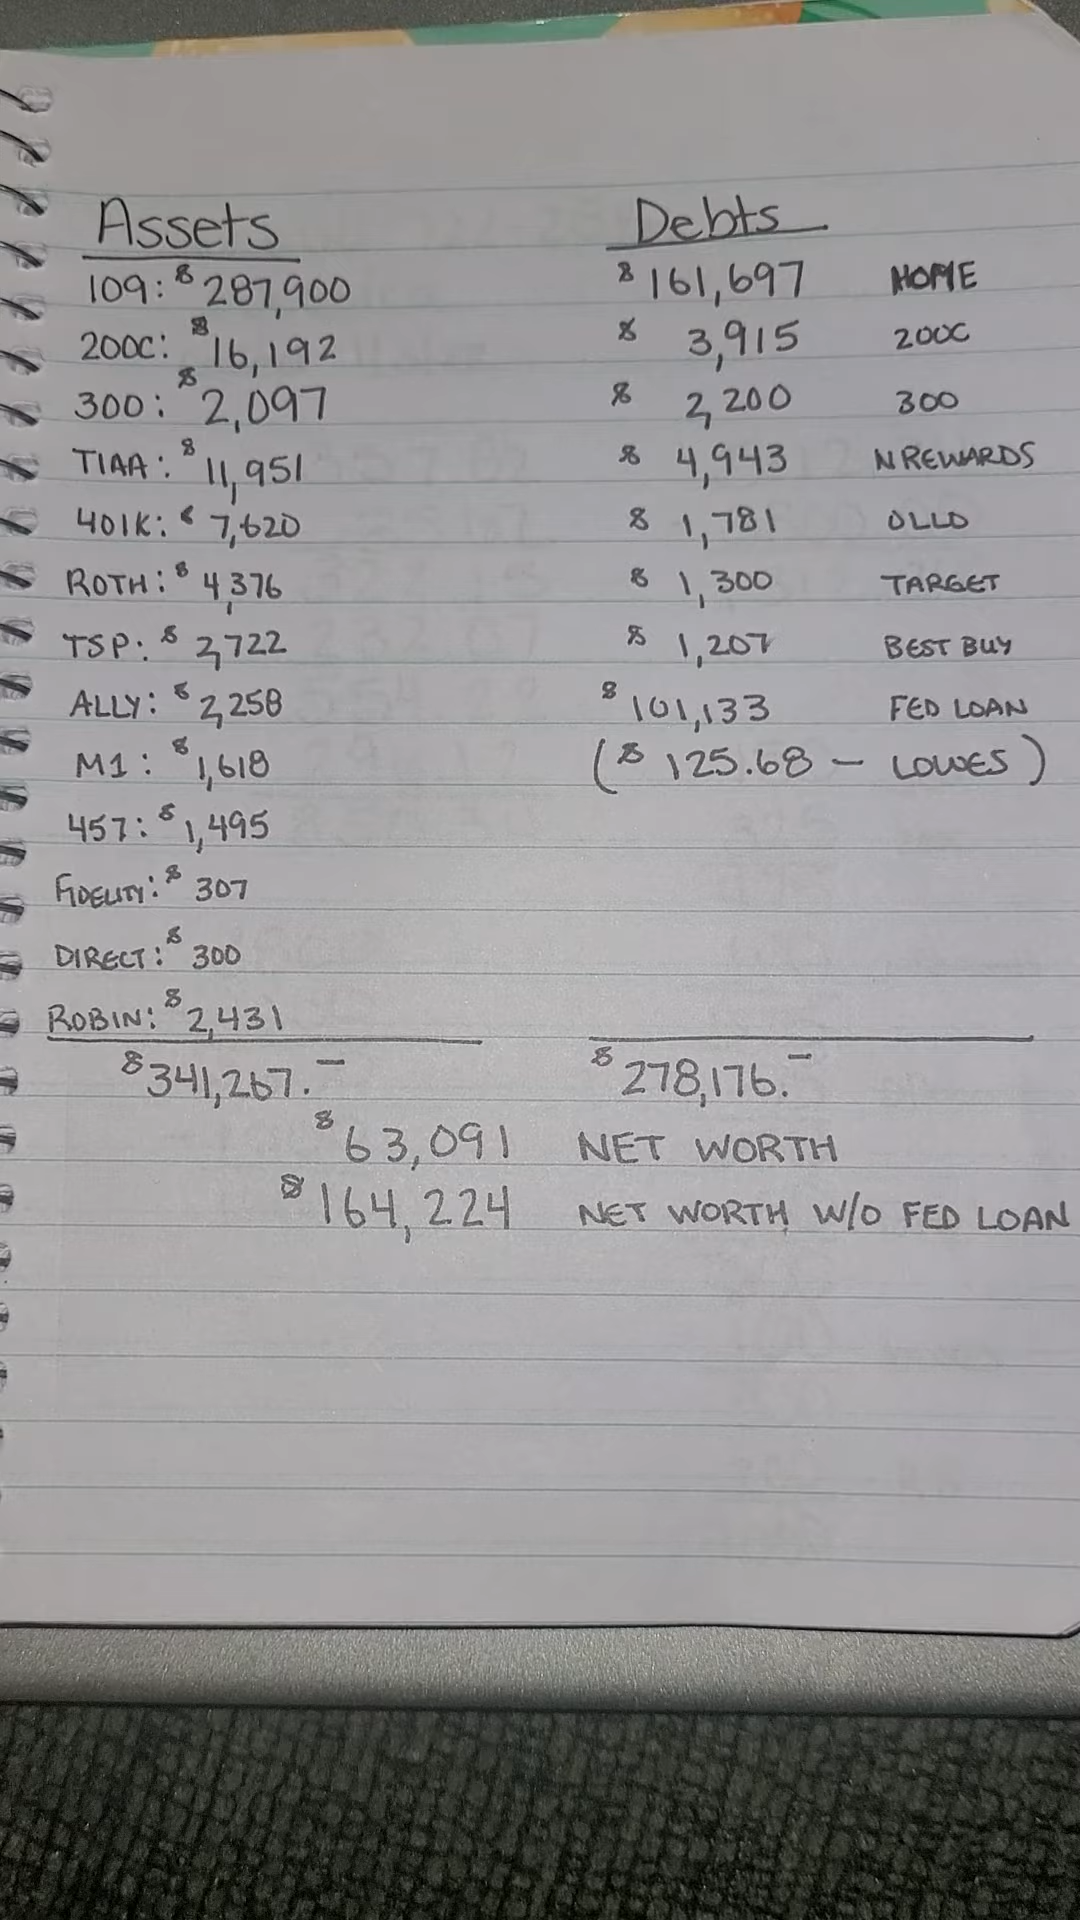 Assets Debts
109: $287,900 $161,697 HOME
200C: $16,192 $3,915 200C
300: $2,097 $2,200 300
TIAA: $11,951 $4,943 NREWARDS
401K: $7,620 $1,781 OLLO
ROTH: $4,376 $1,300 TARGET
TSP: $2,722 $1,207 BEST BUY
ALLY: $2,258 $101,133 FED LOAN
M1: $1,618 ($125.68 – LOWES)
457: $1,495
FIDELITY: $307
DIRECT: $300
ROBIN: $2,431
$341,267.– $278,176.–
$63,091 NET WORTH
$164,224 NET WORTH W/O FED LOAN